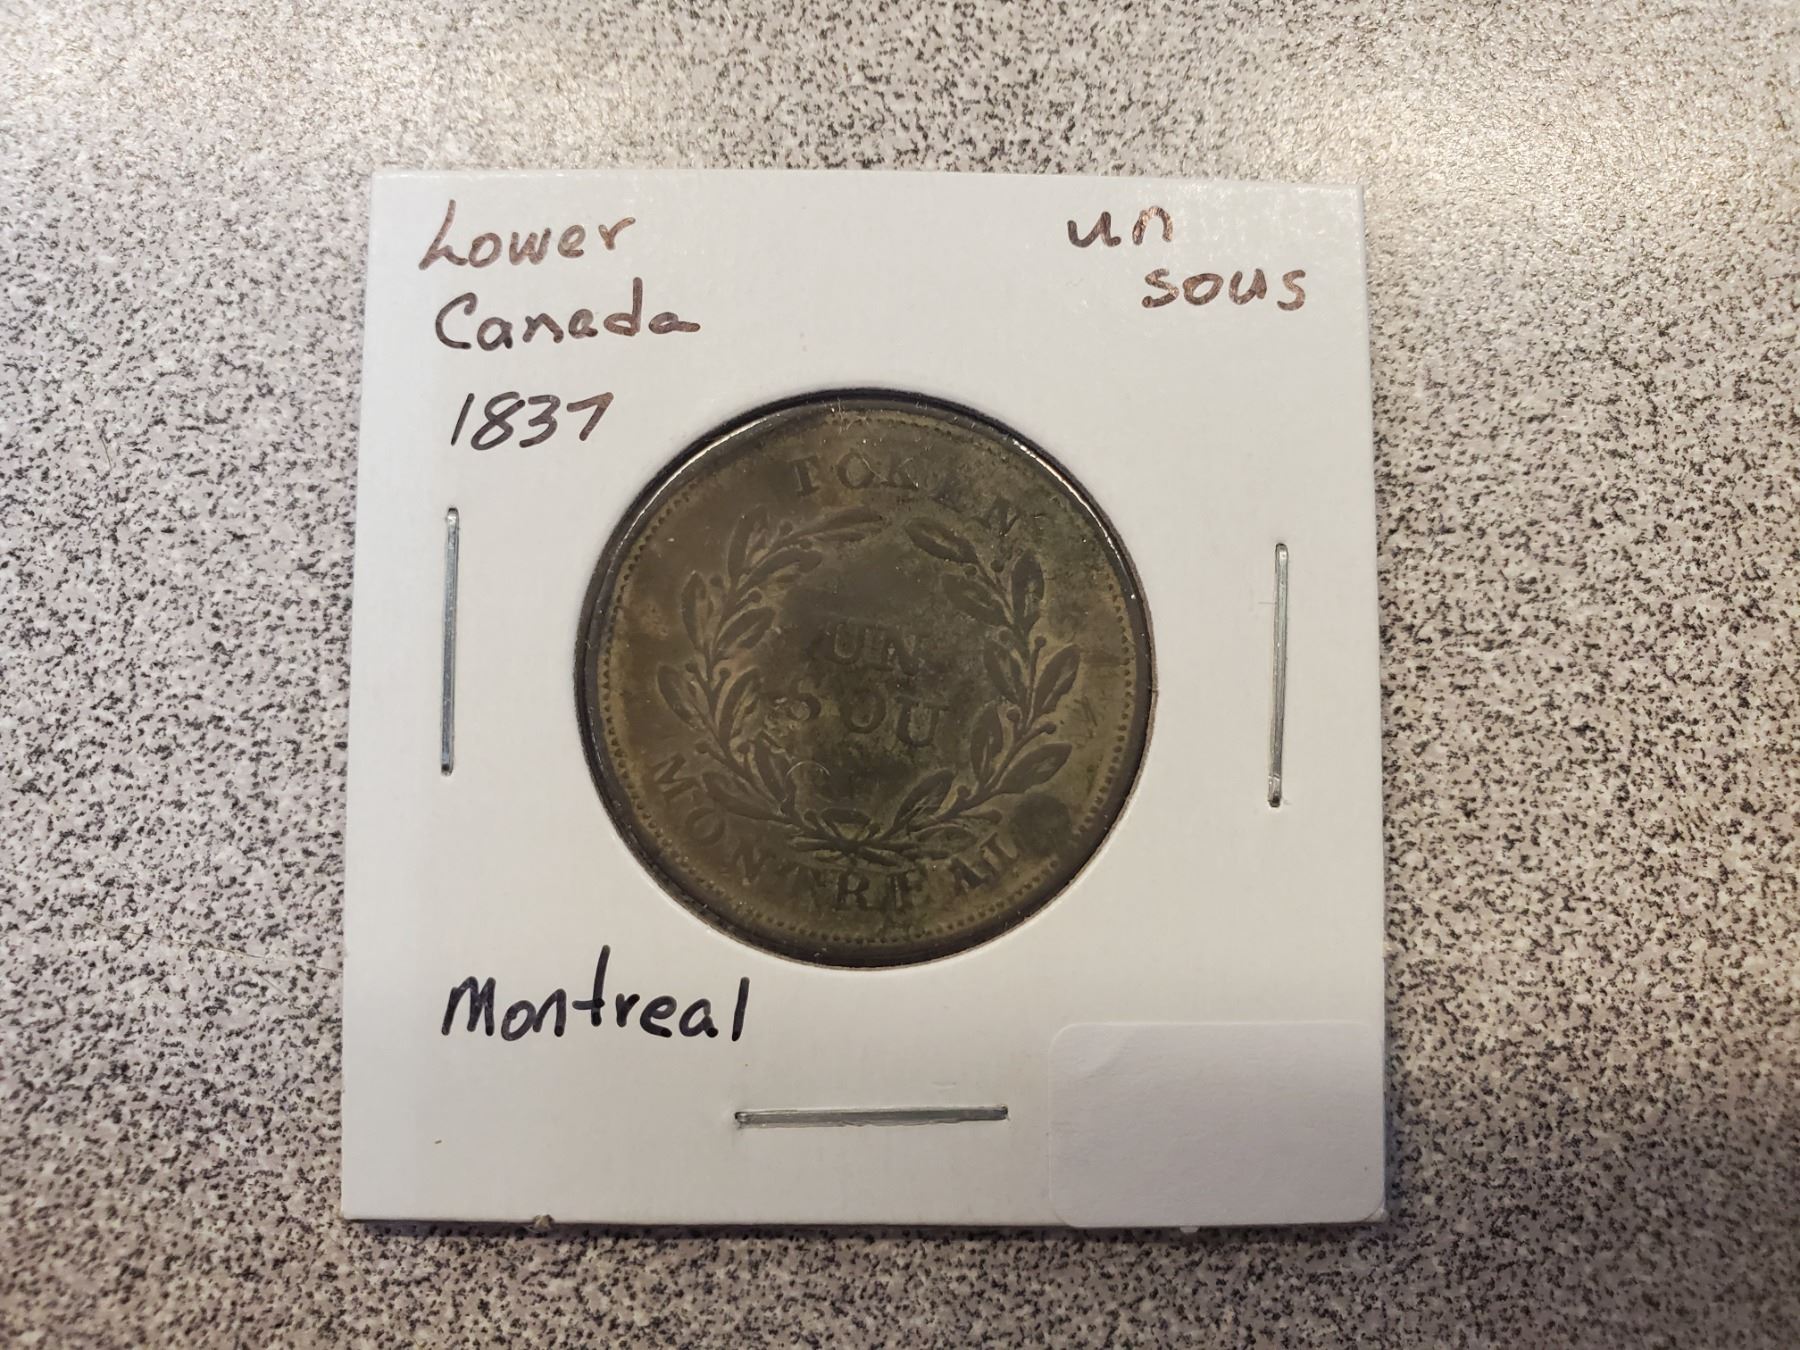 Lower
Canada
1837
un
sous
TOKEN
UN
SOU
MONTREAL
Montreal